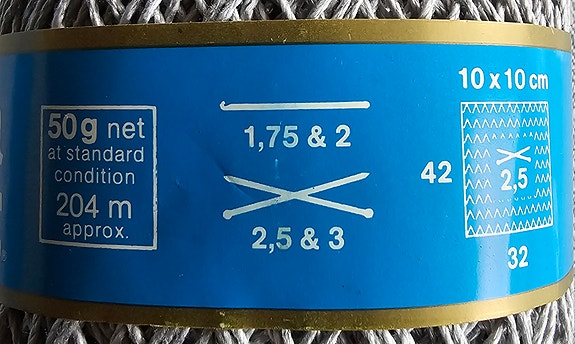 50g net
at standard
condition
204 m
approx.
1,75 & 2
2,5 & 3
10 x 10 cm
42
2,5
32